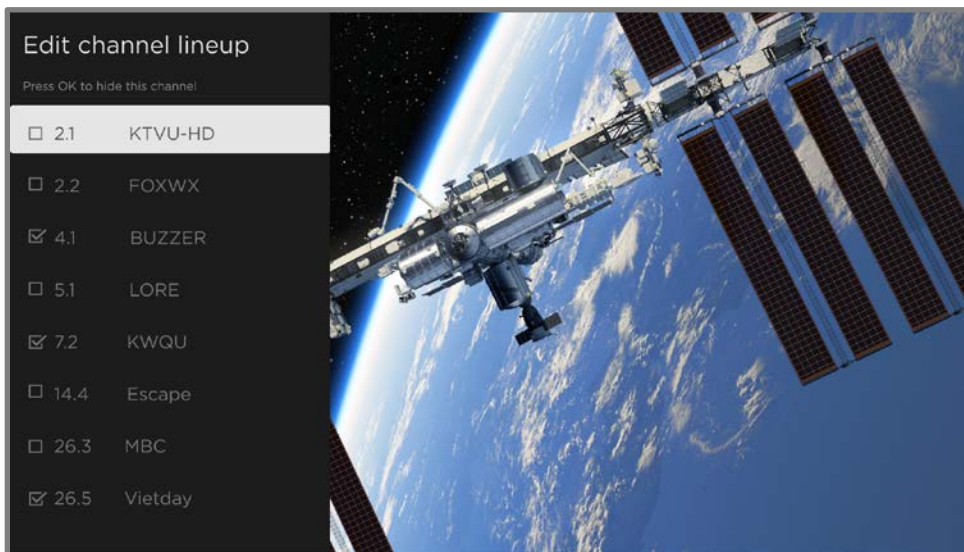 Edit channel lineup
Press OK to hide this channel
2.1 KTVU-HD
2.2 FOXWX
4.1 BUZZER
5.1 LORE
7.2 KWQU
14.4 Escape
26.3 MBC
26.5 Vietday